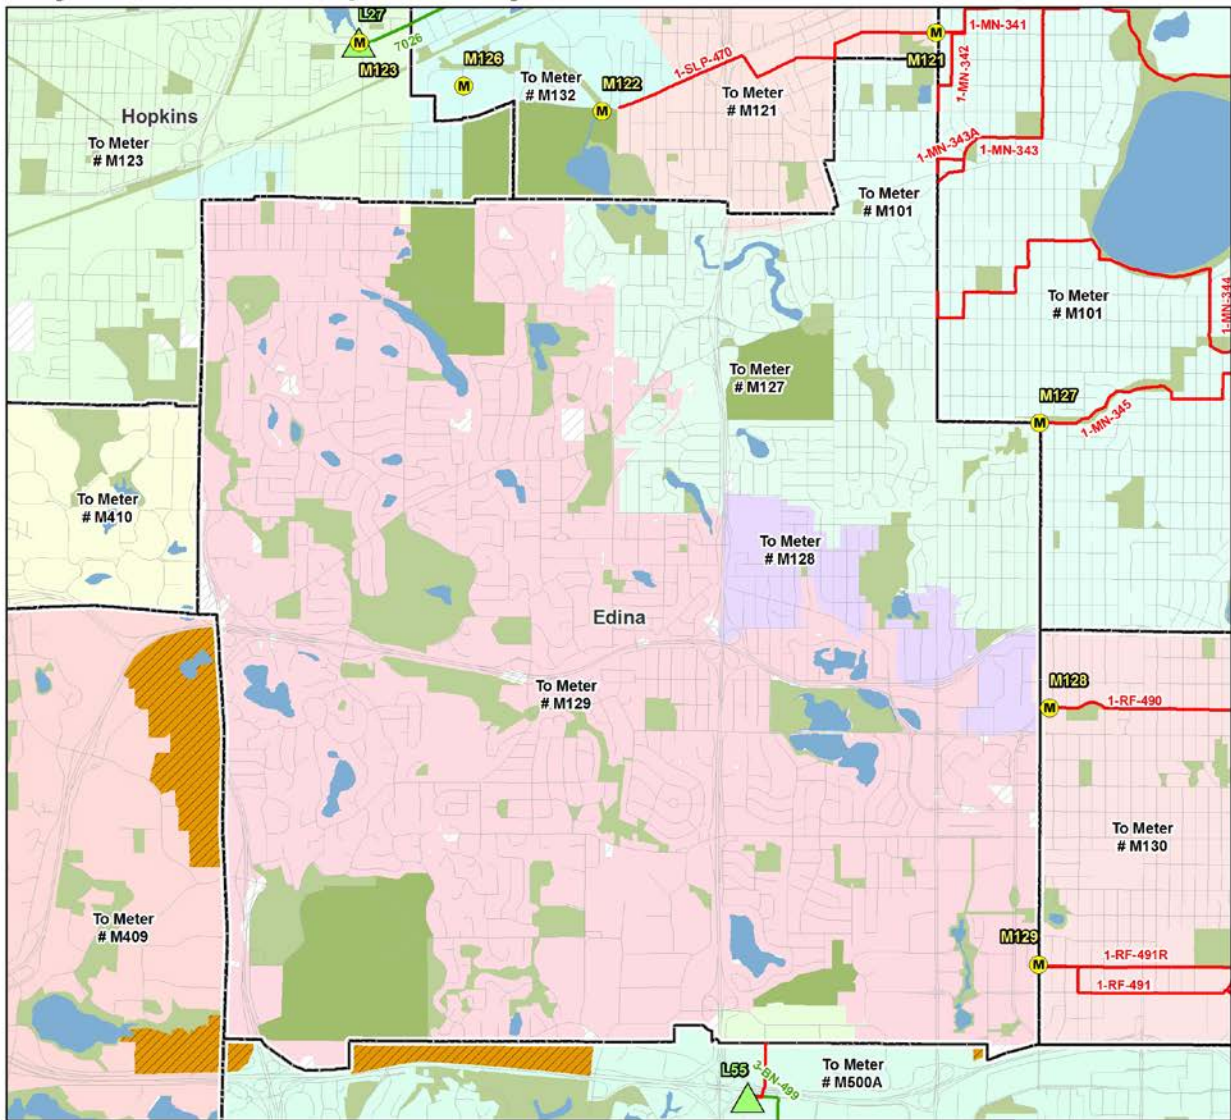 L27
7026
M123
M126
To Meter
# M132
M122
1-SLP-470
To Meter
# M121
M121
1-MN-341
1-MN-342
Hopkins
To Meter
# M123
1-MN-343A
1-MN-343
To Meter
# M101
To Meter
# M101
1-MN-344
To Meter
# M127
M127
1-MN-345
To Meter
# M410
To Meter
# M128
Edina
To Meter
# M129
M128
1-RF-490
To Meter
# M130
To Meter
# M409
M129
1-RF-491R
1-RF-491
L55
3-BN-499
To Meter
# M500A
M
M
M
M
M
M
M